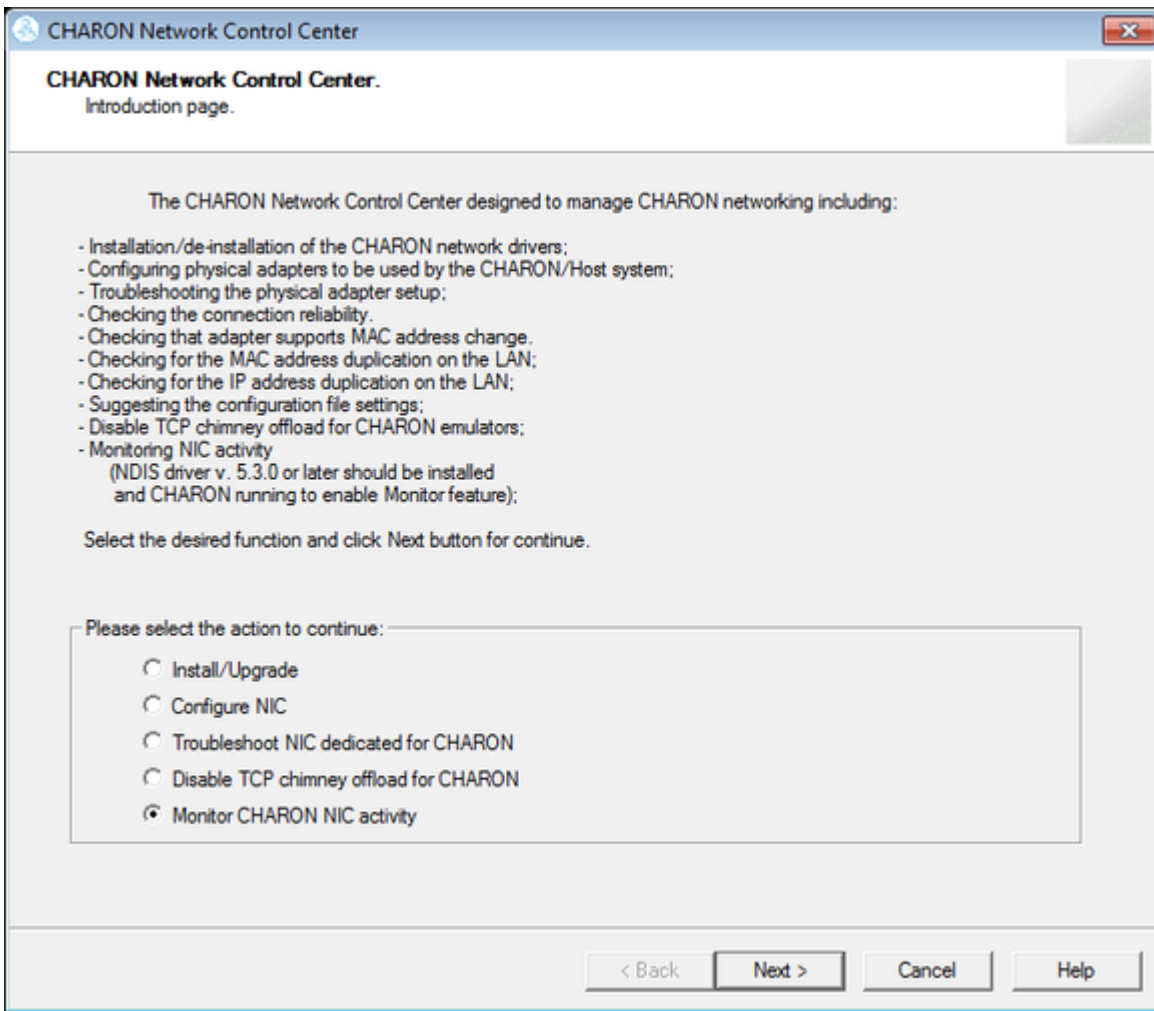 CHARON Network Control Center
CHARON Network Control Center.
Introduction page.
The CHARON Network Control Center designed to manage CHARON networking including:
- Installation/de-installation of the CHARON network drivers;
- Configuring physical adapters to be used by the CHARON/Host system;
- Troubleshooting the physical adapter setup;
- Checking the connection reliability.
- Checking that adapter supports MAC address change.
- Checking for the MAC address duplication on the LAN;
- Checking for the IP address duplication on the LAN;
- Suggesting the configuration file settings;
- Disable TCP chimney offload for CHARON emulators;
- Monitoring NIC activity
(NDIS driver v. 5.3.0 or later should be installed
and CHARON running to enable Monitor feature);
Select the desired function and click Next button for continue.
Please select the action to continue:
Install/Upgrade
Configure NIC
Troubleshoot NIC dedicated for CHARON
Disable TCP chimney offload for CHARON
Monitor CHARON NIC activity
< Back Next > Cancel Help